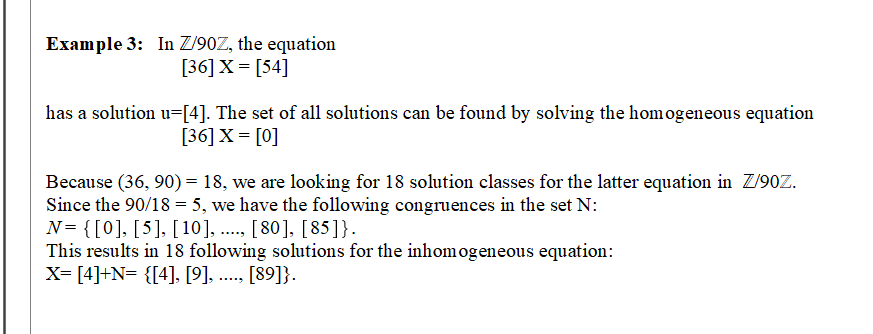 Example 3: In ℤ/90ℤ, the equation
[36] X = [54]
has a solution u=[4]. The set of all solutions can be found by solving the homogeneous equation
[36] X = [0]
Because (36, 90) = 18, we are looking for 18 solution classes for the latter equation in ℤ/90ℤ.
Since the 90/18 = 5, we have the following congruences in the set N:
N= {[0], [5], [10], ...., [80], [85]}.
This results in 18 following solutions for the inhomogeneous equation:
X= [4]+N= {[4], [9], ...., [89]}.